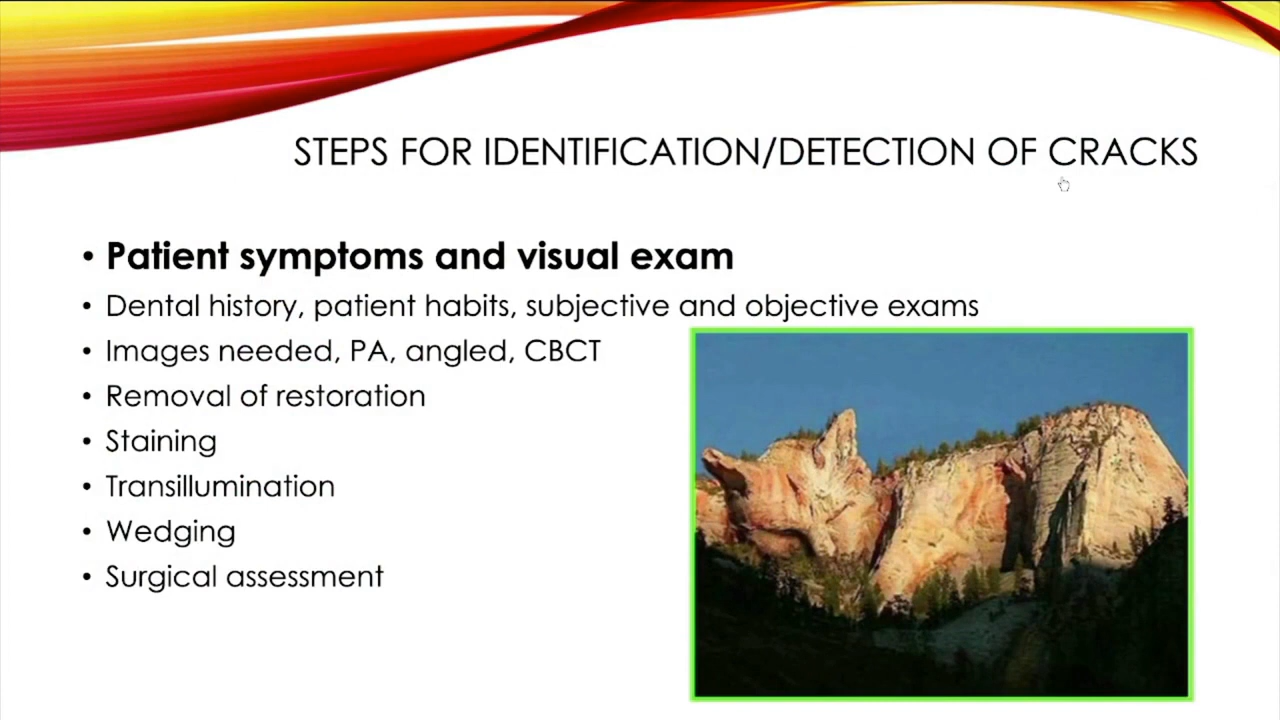 STEPS FOR IDENTIFICATION/DETECTION OF CRACKS
• Patient symptoms and visual exam
• Dental history, patient habits, subjective and objective exams
• Images needed, PA, angled, CBCT
• Removal of restoration
• Staining
• Transillumination
• Wedging
• Surgical assessment